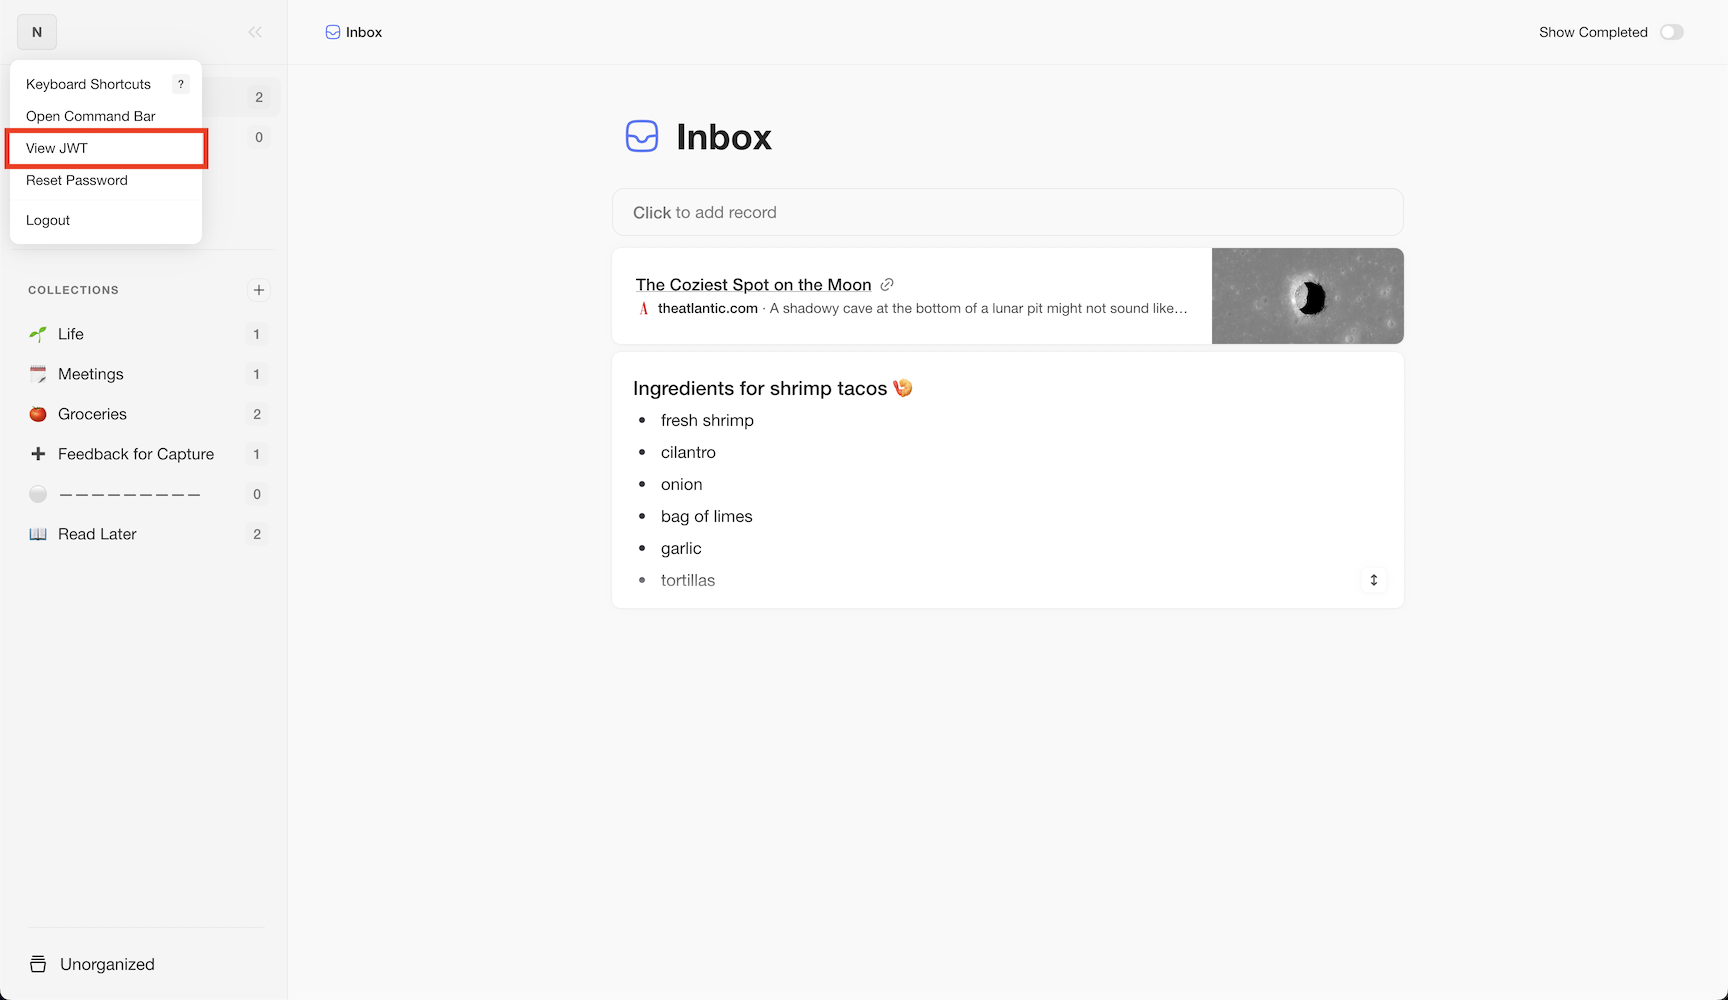 N
Inbox
Show Completed
Keyboard Shortcuts ?
Open Command Bar
View JWT
Reset Password
Logout
2
0
COLLECTIONS
Life 1
Meetings 1
Groceries 2
Feedback for Capture 1
— — — — — — — — — 0
Read Later 2
Unorganized
Inbox
Click to add record
The Coziest Spot on the Moon
theatlantic.com · A shadowy cave at the bottom of a lunar pit might not sound like…
Ingredients for shrimp tacos 🍤
• fresh shrimp
• cilantro
• onion
• bag of limes
• garlic
• tortillas